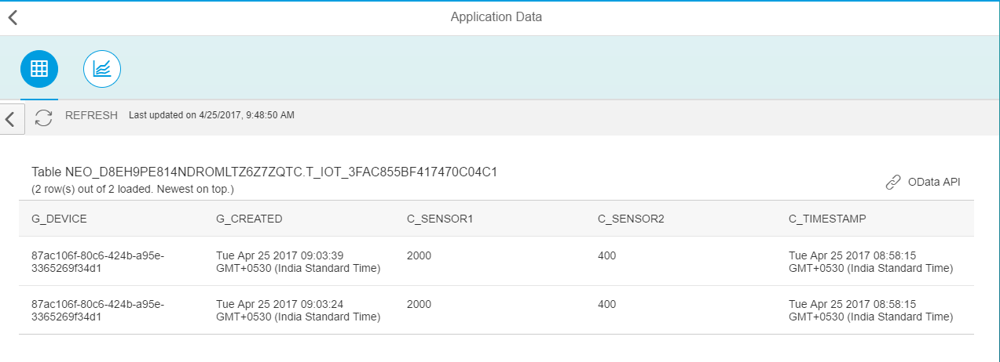 Application Data
REFRESH Last updated on 4/25/2017, 9:48:50 AM
Table NEO_D8EH9PE814NDROMLTZ6Z7ZQTC.T_IOT_3FAC855BF417470C04C1
(2 row(s) out of 2 loaded. Newest on top.)
OData API
G_DEVICE G_CREATED C_SENSOR1 C_SENSOR2 C_TIMESTAMP
87ac106f-80c6-424b-a95e- Tue Apr 25 2017 09:03:39 2000 400 Tue Apr 25 2017 08:58:15
3365269f34d1 GMT+0530 (India Standard Time) GMT+0530 (India Standard Time)
87ac106f-80c6-424b-a95e- Tue Apr 25 2017 09:03:24 2000 400 Tue Apr 25 2017 08:58:15
3365269f34d1 GMT+0530 (India Standard Time) GMT+0530 (India Standard Time)